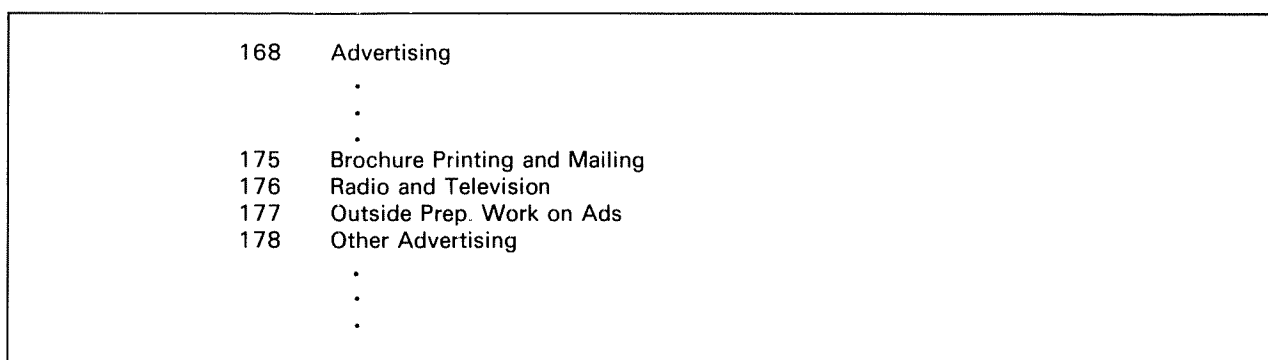 168 Advertising
.
.
.
175 Brochure Printing and Mailing
176 Radio and Television
177 Outside Prep. Work on Ads
178 Other Advertising
.
.
.